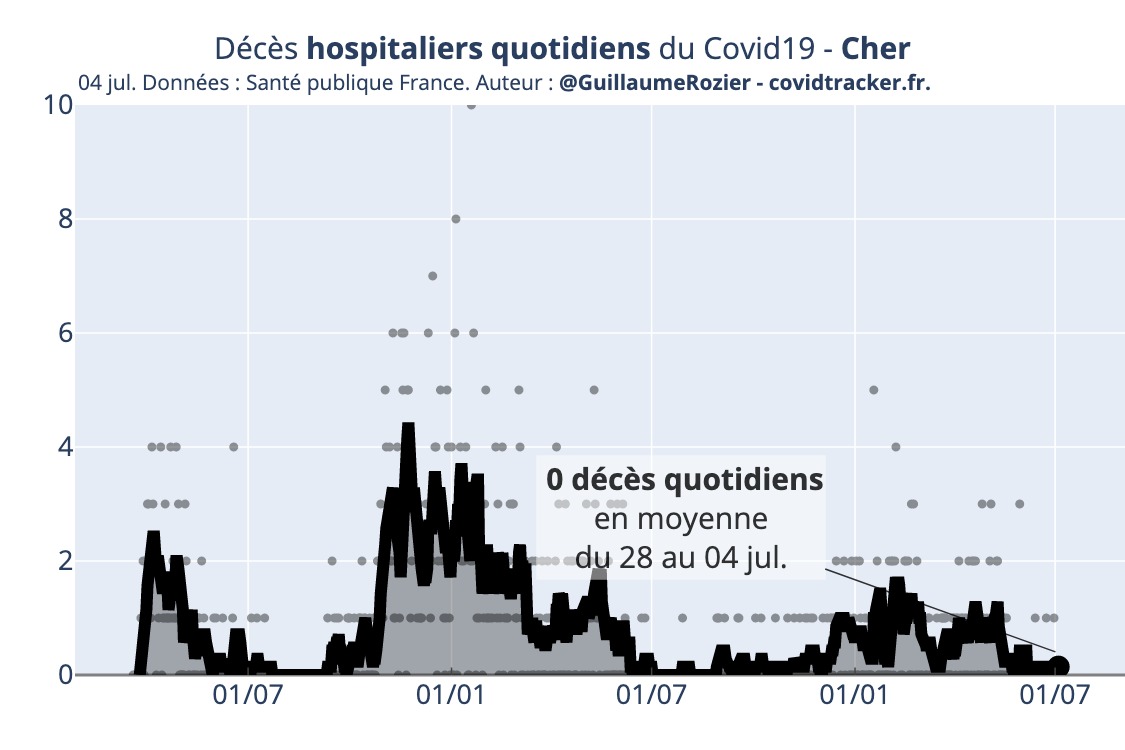 Décès hospitaliers quotidiens du Covid19 - Cher
04 jul. Données : Santé publique France. Auteur : @GuillaumeRozier - covidtracker.fr.
10
8
6
4
2
0
0 décès quotidiens
en moyenne
du 28 au 04 jul.
01/07 01/01 01/07 01/01 01/07